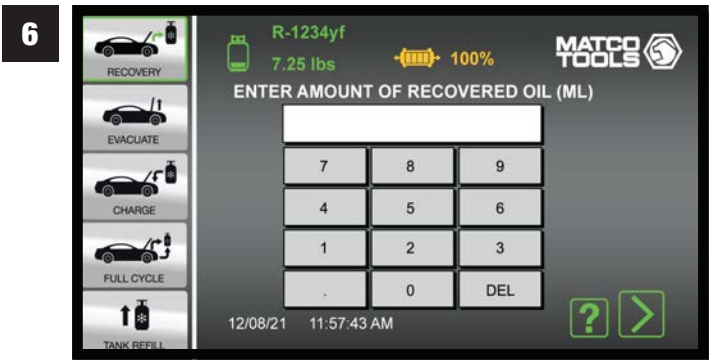 6
RECOVERY
EVACUATE
CHARGE
FULL CYCLE
TANK REFILL
R-1234yf
7.25 lbs
100%
MATCO
TOOLS
ENTER AMOUNT OF RECOVERED OIL (ML)
7 8 9
4 5 6
1 2 3
. 0 DEL
12/08/21 11:57:43 AM
?